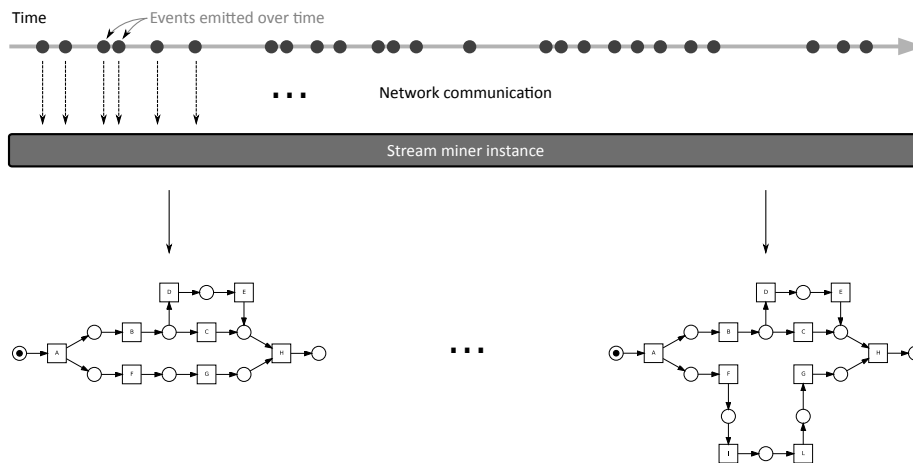 Time
Events emitted over time
...
Network communication
Stream miner instance
D
E
B
C
A
H
F
G
...
D
E
B
C
A
H
F
G
I
L